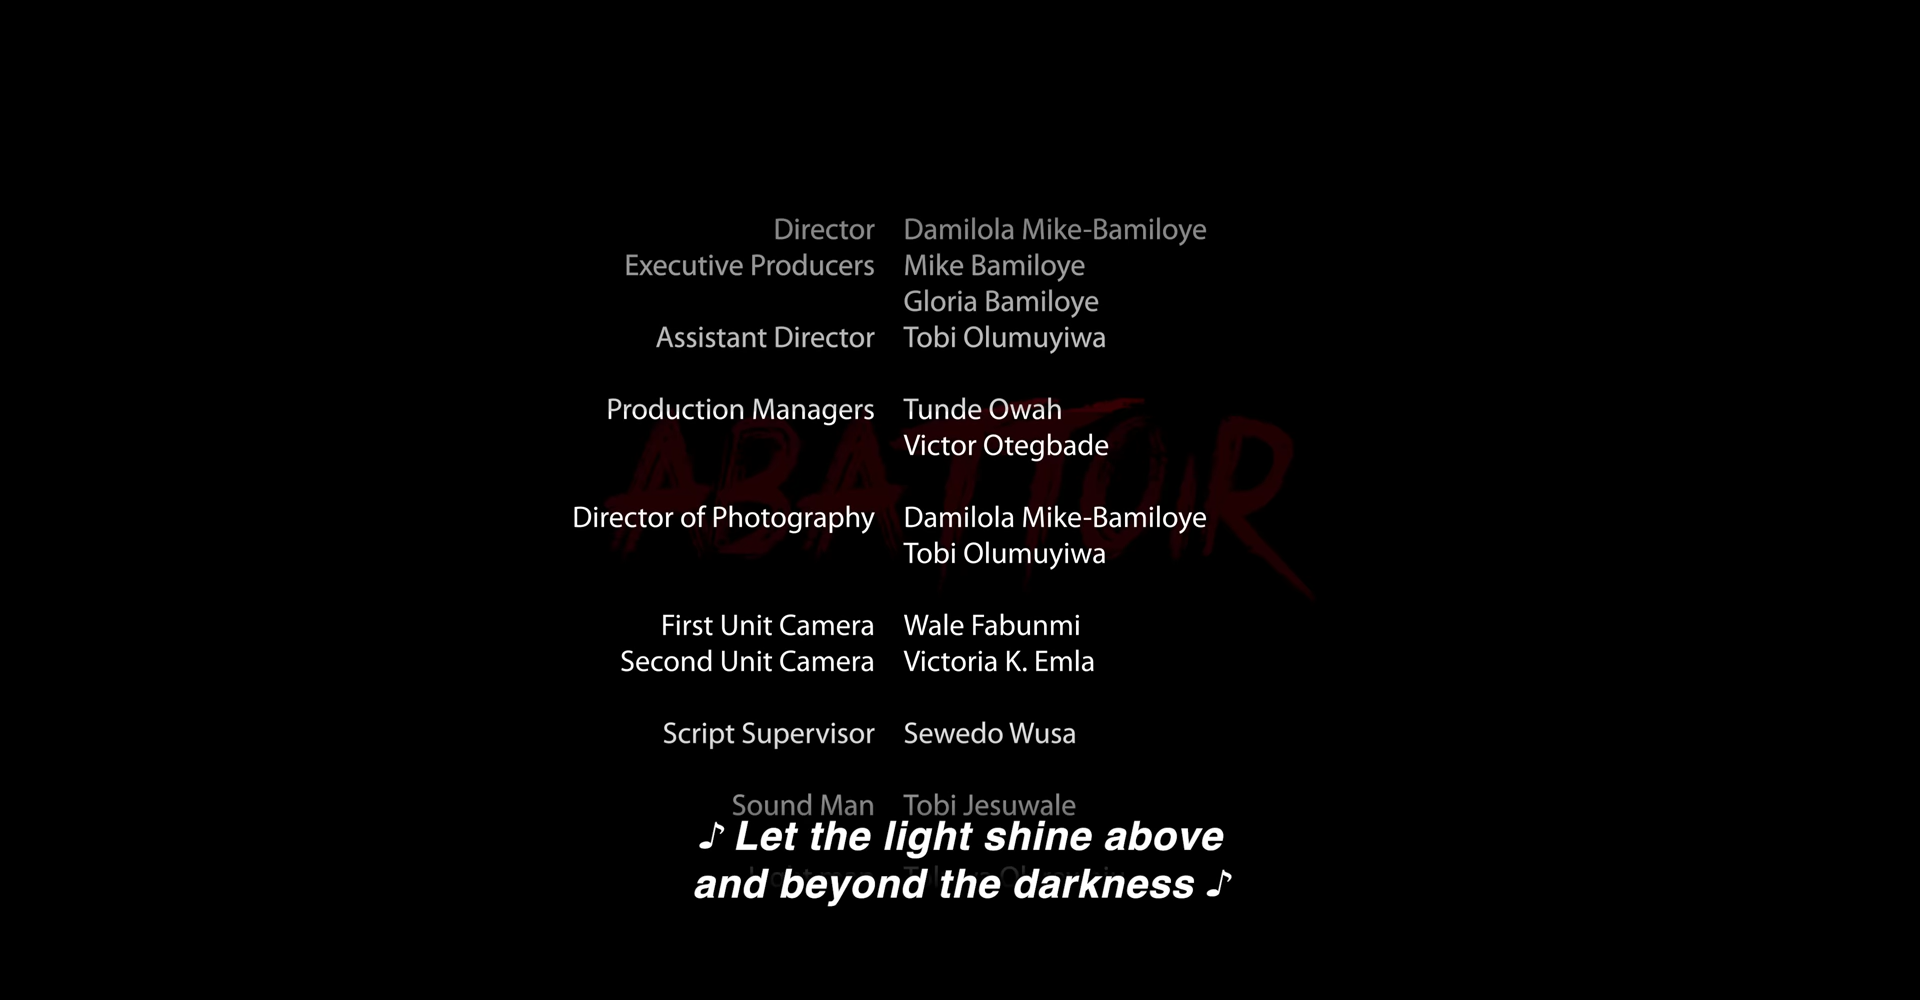 Director Damilola Mike-Bamiloye
Executive Producers Mike Bamiloye
Gloria Bamiloye
Assistant Director Tobi Olumuyiwa
Production Managers Tunde Owah
Victor Otegbade
ABATTOIR
Director of Photography Damilola Mike-Bamiloye
Tobi Olumuyiwa
First Unit Camera Wale Fabunmi
Second Unit Camera Victoria K. Emla
Script Supervisor Sewedo Wusa
Sound Man Tobi Jesuwale
♪ Let the light shine above
and beyond the darkness ♪